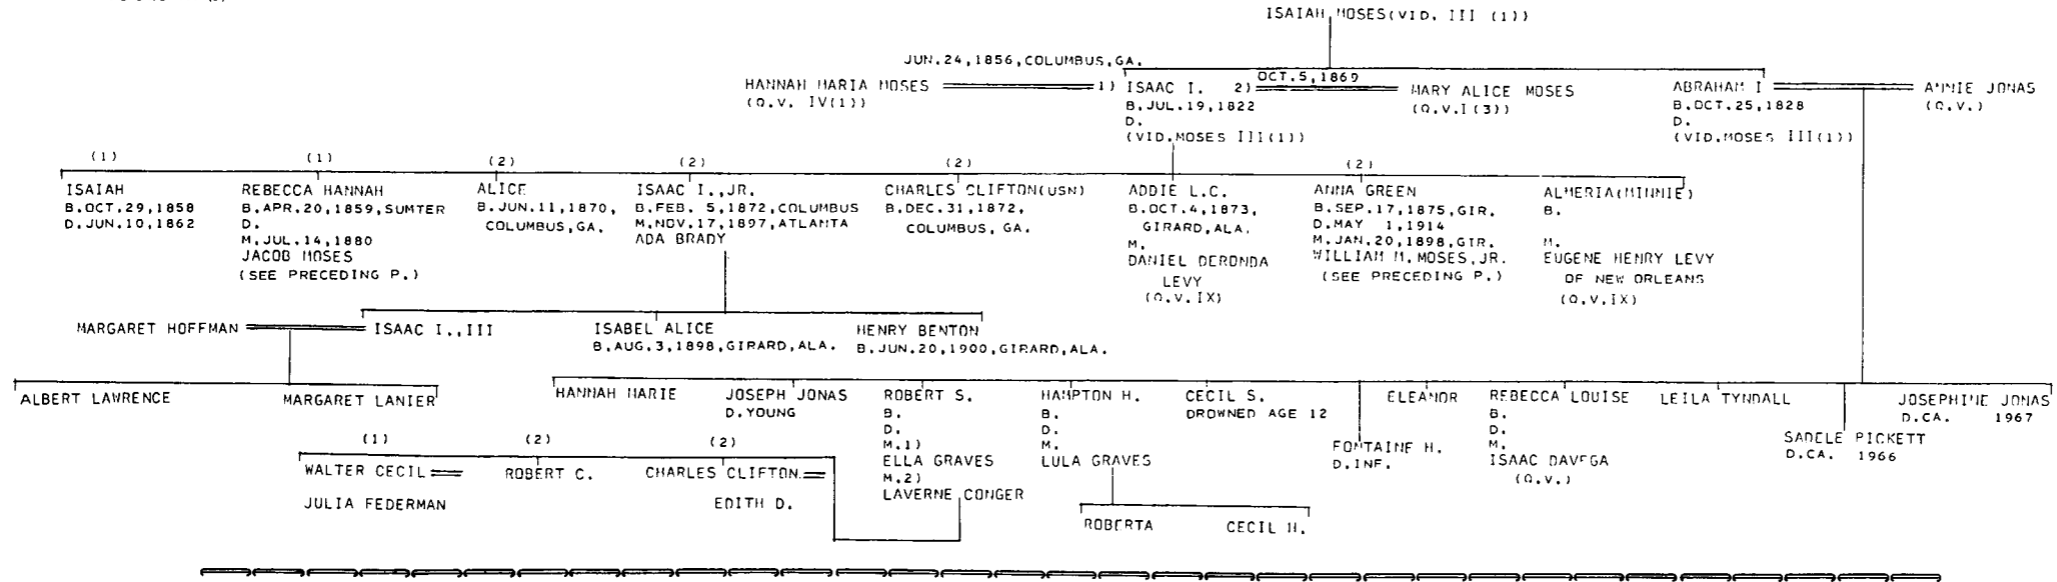 ISAIAH MOSES(VID. III (1))
JUN.24,1856,COLUMBUS,GA.
OCT.5,1869
HANNAH MARIA MOSES
(Q.V. IV(1))
1) ISAAC I. 2)
B.JUL.19,1822
D.
(VID.MOSES III(1))
MARY ALICE MOSES
(Q.V.I(3))
ABRAHAM I
B.OCT.25,1828
D.
(VID.MOSES III(1))
ANNIE JONAS
(Q.V.)
(1)
ISAIAH
B.OCT.29,1858
D.JUN.10,1862
(1)
REBECCA HANNAH
B.APR.20,1859,SUMTER
D.
M.JUL.14,1880
JACOB MOSES
(SEE PRECEDING P.)
(2)
ALICE
B.JUN.11,1870,
COLUMBUS,GA.
(2)
ISAAC I.,JR.
B.FEB. 5,1872,COLUMBUS
M.NOV.17,1897,ATLANTA
ADA BRADY
(2)
CHARLES CLIFTON(USN)
B.DEC.31,1872,
COLUMBUS, GA.
ADDIE L.C.
B.OCT.4,1873,
GIRARD,ALA.
M.
DANIEL DERONDA
LEVY
(Q.V.IX)
(2)
ANNA GREEN
B.SEP.17,1875,GIR.
D.MAY 1,1914
M.JAN.20,1898,GIR.
WILLIAM M.MOSES,JR.
(SEE PRECEDING P.)
ALMERIA(MINNIE)
B.
M.
EUGENE HENRY LEVY
OF NEW ORLEANS
(Q.V.IX)
MARGARET HOFFMAN
ISAAC I.,III
ISABEL ALICE
B.AUG.3,1898,GIRARD,ALA.
HENRY BENTON
B.JUN.20,1900,GIRARD,ALA.
ALBERT LAWRENCE
MARGARET LANIER
HANNAH MARIE
JOSEPH JONAS
D.YOUNG
ROBERT S.
B.
D.
M.1)
ELLA GRAVES
M.2)
LAVERNE CONGER
HAMPTON H.
B.
D.
M.
LULA GRAVES
CECIL S.
DROWNED AGE 12
FONTAINE H.
D.INF.
ELEANOR
REBECCA LOUISE
B.
D.
M.
ISAAC DAVEGA
(Q.V.)
LEILA TYNDALL
SADELE PICKETT
D.CA. 1966
JOSEPHINE JONAS
D.CA. 1967
(1)
WALTER CECIL
JULIA FEDERMAN
(2)
ROBERT C.
(2)
CHARLES CLIFTON
EDITH D.
ROBERTA
CECIL H.